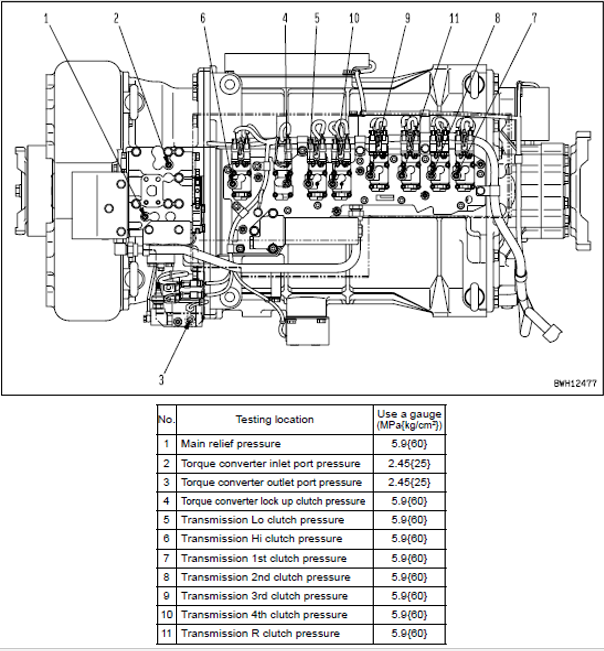 1 2 6 4 5 10 9 11 8 7
3
BWH12477
No. Testing location Use a gauge (MPa{kg/cm²})
1 Main relief pressure 5.9{60}
2 Torque converter inlet port pressure 2.45{25}
3 Torque converter outlet port pressure 2.45{25}
4 Torque converter lock up clutch pressure 5.9{60}
5 Transmission Lo clutch pressure 5.9{60}
6 Transmission Hi clutch pressure 5.9{60}
7 Transmission 1st clutch pressure 5.9{60}
8 Transmission 2nd clutch pressure 5.9{60}
9 Transmission 3rd clutch pressure 5.9{60}
10 Transmission 4th clutch pressure 5.9{60}
11 Transmission R clutch pressure 5.9{60}